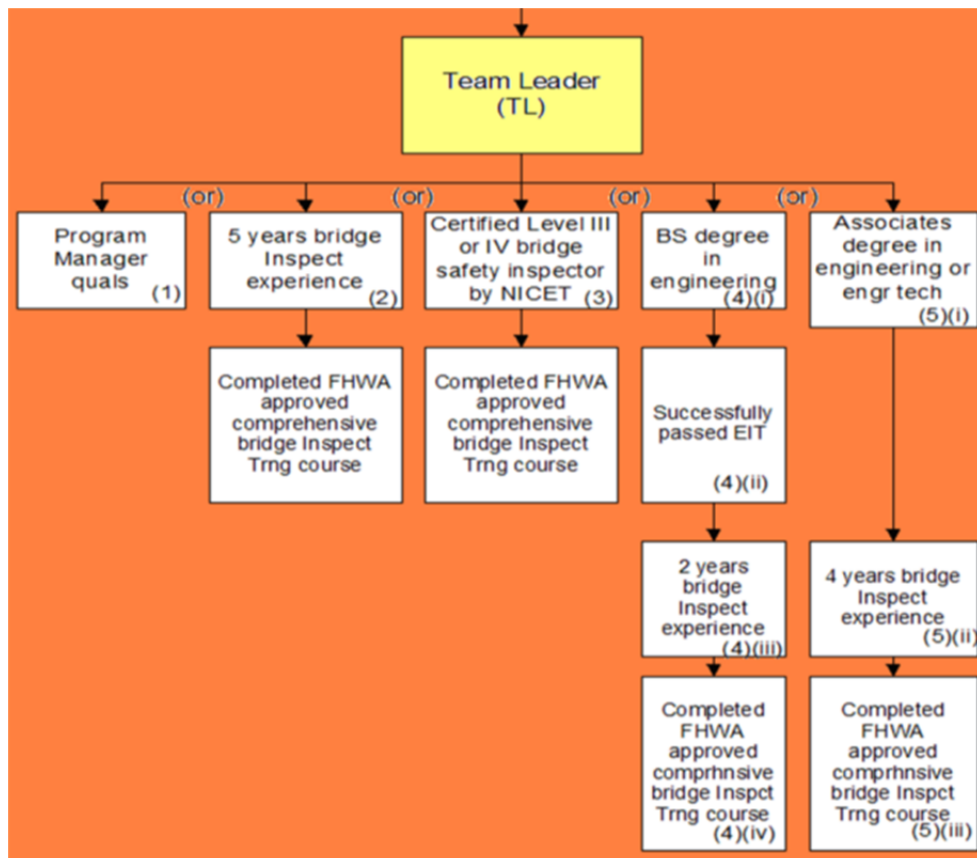 Team Leader
(TL)
(or)
(or)
(or)
(or)
Program
Manager
quals
(1)
5 years bridge
Inspect
experience
(2)
Certified Level III
or IV bridge
safety inspector
by NICET
(3)
BS degree
in
engineering
(4)(i)
Associates
degree in
engineering or
engr tech
(5)(i)
Completed FHWA
approved
comprehensive
bridge Inspect
Trng course
Completed FHWA
approved
comprehensive
bridge Inspect
Trng course
Successfully
passed EIT
(4)(ii)
2 years
bridge
Inspect
experience
(4)(iii)
4 years bridge
Inspect
experience
(5)(ii)
Completed
FHWA
approved
comprhnsive
bridge Inspct
Trng course
(4)(iv)
Completed
FHWA
approved
comprhnsive
bridge Inspct
Trng course
(5)(iii)